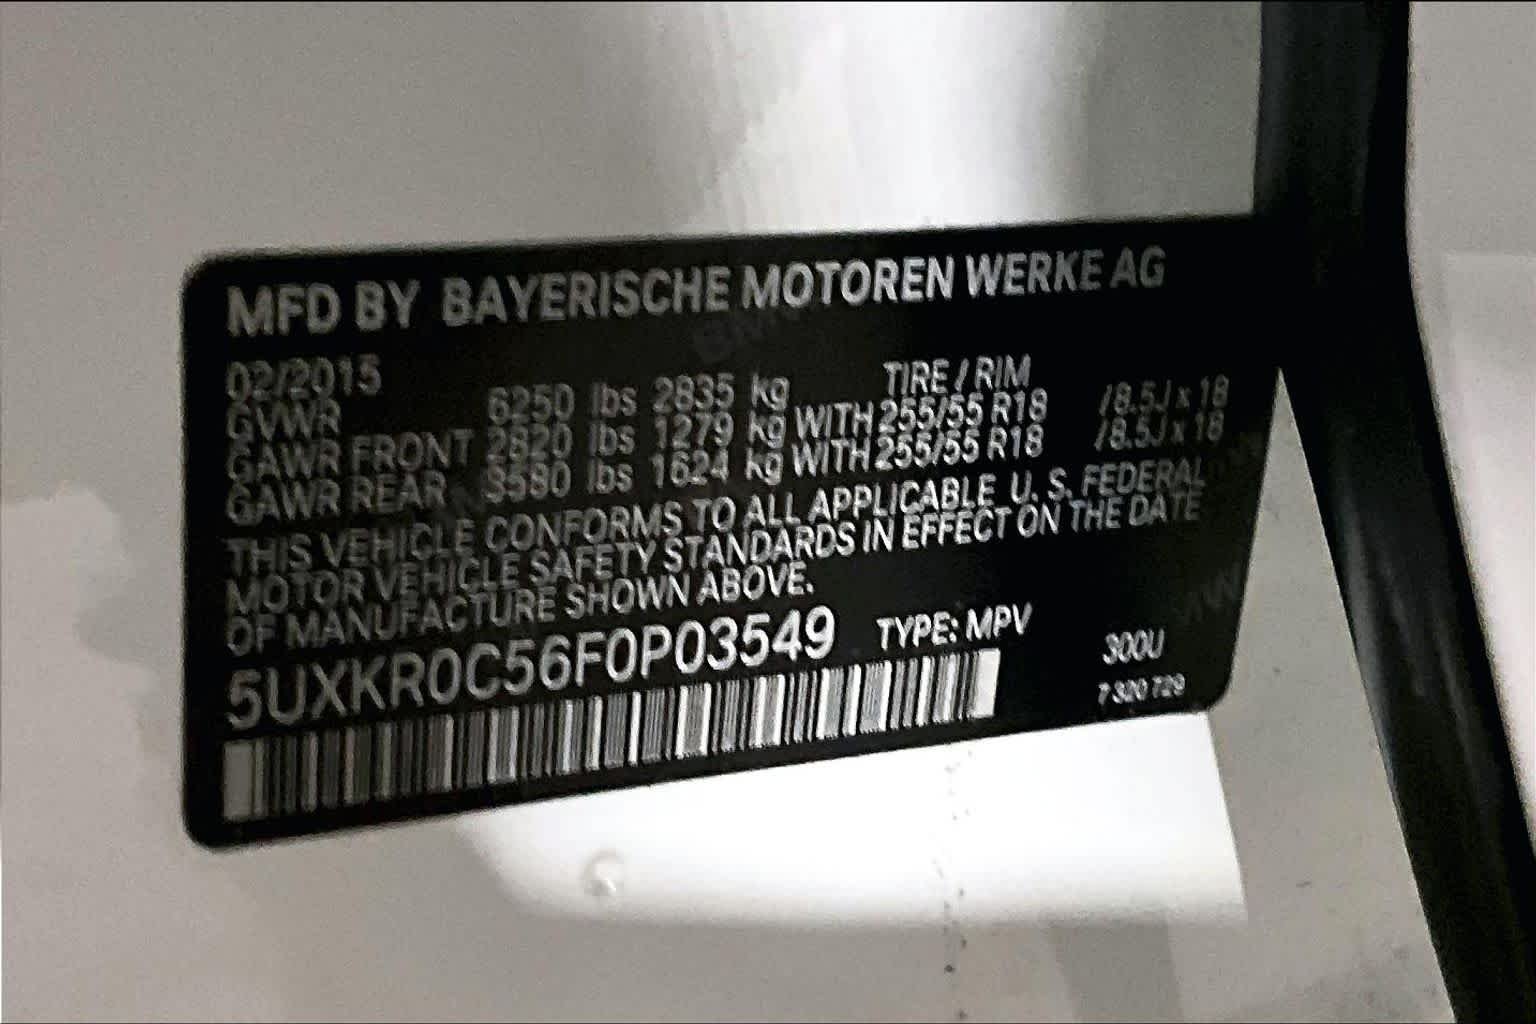 MFD BY BAYERISCHE MOTOREN WERKE AG
02/2015 TIRE / RIM
GVWR 6250 lbs 2835 kg
GAWR FRONT 2820 lbs 1279 kg WITH 255/55 R18 /8.5J x 18
GAWR REAR 3580 lbs 1624 kg WITH 255/55 R18 /8.5J x 18
THIS VEHICLE CONFORMS TO ALL APPLICABLE U. S. FEDERAL
MOTOR VEHICLE SAFETY STANDARDS IN EFFECT ON THE DATE
OF MANUFACTURE SHOWN ABOVE.
5UXKR0C56F0P03549 TYPE: MPV
300U
7 320 729